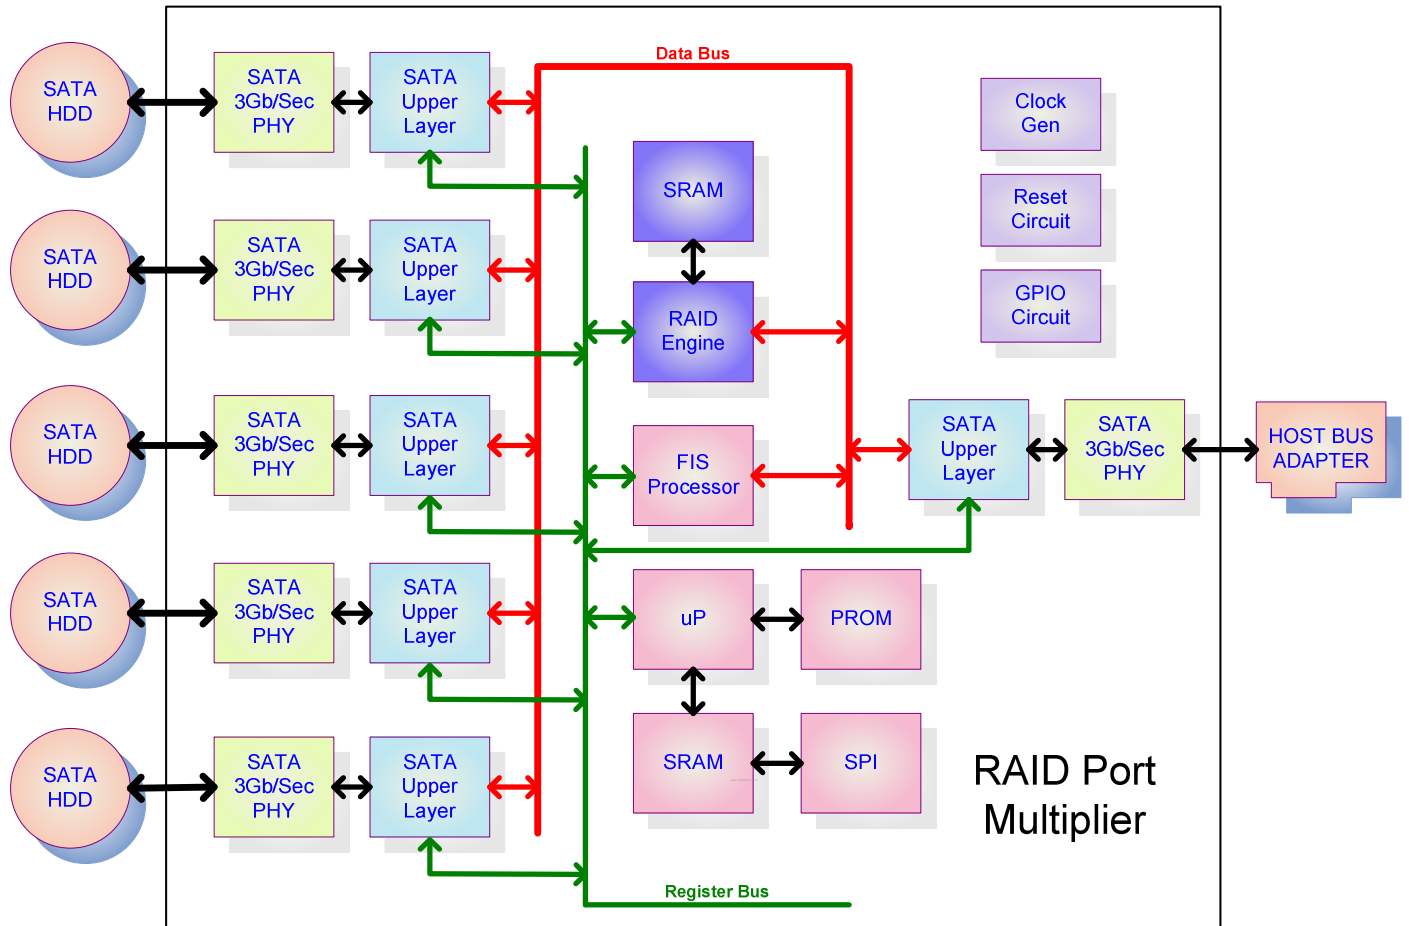 Data Bus
SATA
HDD
SATA
3Gb/Sec
PHY
SATA
Upper
Layer
Clock
Gen
SRAM
Reset
Circuit
SATA
HDD
SATA
3Gb/Sec
PHY
SATA
Upper
Layer
RAID
Engine
GPIO
Circuit
SATA
HDD
SATA
3Gb/Sec
PHY
SATA
Upper
Layer
FIS
Processor
SATA
Upper
Layer
SATA
3Gb/Sec
PHY
HOST BUS
ADAPTER
SATA
HDD
SATA
3Gb/Sec
PHY
SATA
Upper
Layer
uP
PROM
SATA
HDD
SATA
3Gb/Sec
PHY
SATA
Upper
Layer
SRAM
SPI
RAID Port
Multiplier
Register Bus